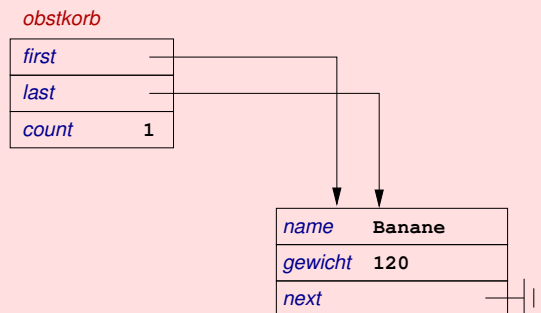 obstkorb
first
last
count 1
name Banane
gewicht 120
next